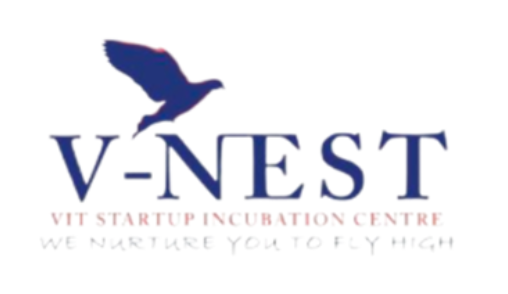 V-NEST
VIT STARTUP INCUBATION CENTRE
WE NURTURE YOU TO FLY HIGH